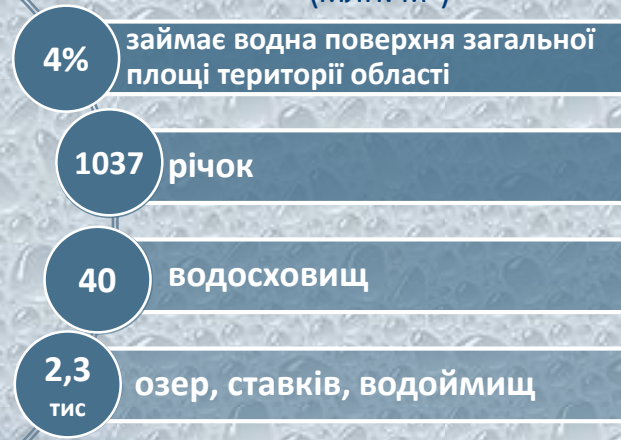 4%
займає водна поверхня загальної
площі території області
1037
річок
40
водосховищ
2,3
тис
озер, ставків, водоймищ